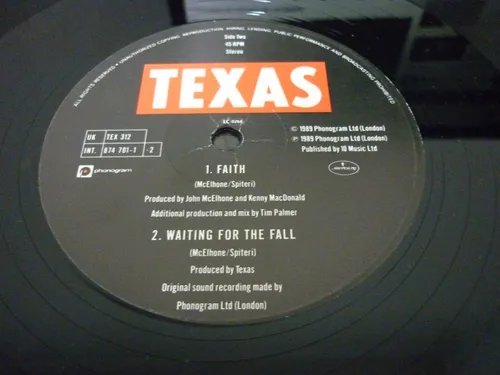 ALL RIGHTS RESERVED • UNAUTHORIZED COPYING, REPRODUCTION, HIRING, LENDING, PUBLIC PERFORMANCE AND BROADCASTING PROHIBITED
Side Two
45 RPM
Stereo
TEXAS
UK TEX 312
INT. 874 781-1 - 2
℗ 1989 Phonogram Ltd (London)
© 1989 Phonogram Ltd (London)
Published by 10 Music Ltd
phonogram
1. FAITH
(McElhone/Spiteri)
Produced by John McElhone and Kenny MacDonald
Additional production and mix by Tim Palmer
2. WAITING FOR THE FALL
(McElhone/Spiteri)
Produced by Texas
Original sound recording made by
Phonogram Ltd (London)